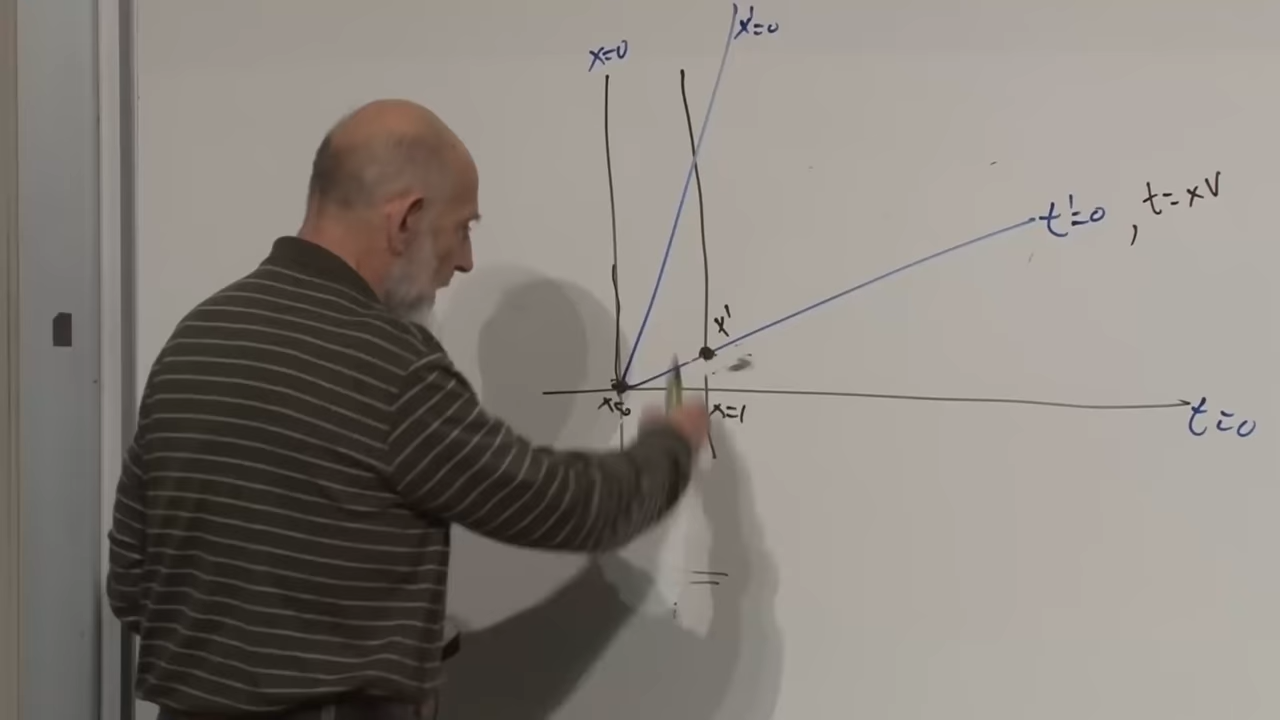 x'=0
x=0
t'=0 , t=xV
x'
x=0
x=1
t=0
=